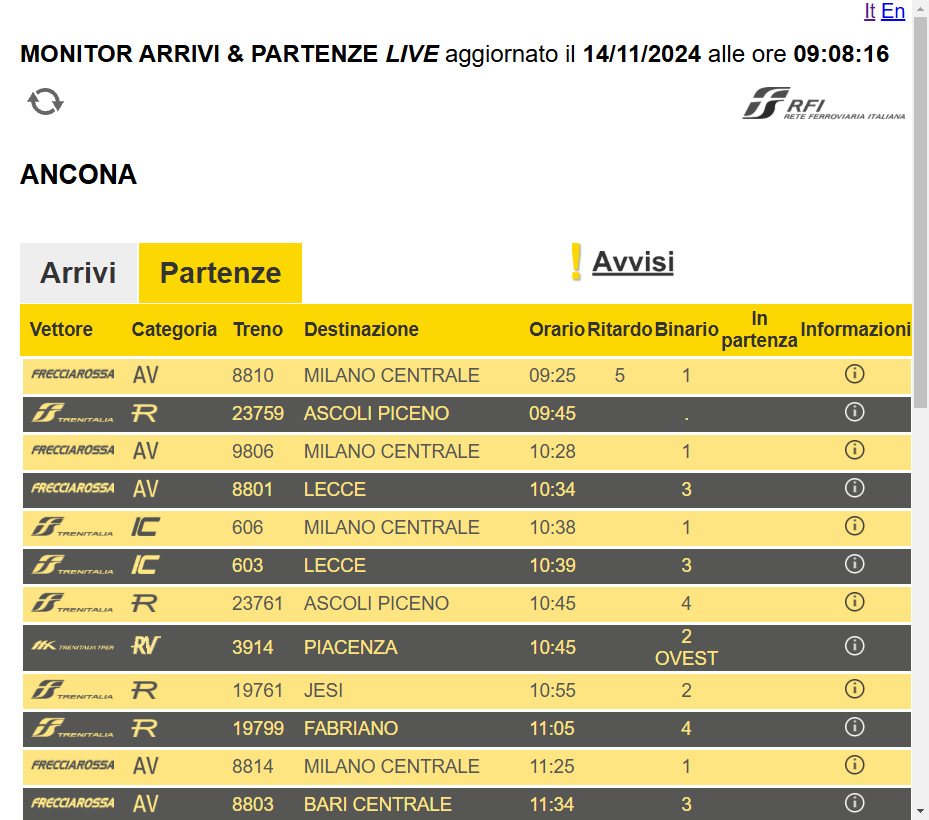 It En
MONITOR ARRIVI & PARTENZE LIVE aggiornato il 14/11/2024 alle ore 09:08:16
RFI
RETE FERROVIARIA ITALIANA
ANCONA
Arrivi Partenze ! Avvisi
Vettore Categoria Treno Destinazione Orario Ritardo Binario In partenza Informazioni
FRECCIAROSSA AV 8810 MILANO CENTRALE 09:25 5 1
TRENITALIA R 23759 ASCOLI PICENO 09:45 .
FRECCIAROSSA AV 9806 MILANO CENTRALE 10:28 1
FRECCIAROSSA AV 8801 LECCE 10:34 3
TRENITALIA IC 606 MILANO CENTRALE 10:38 1
TRENITALIA IC 603 LECCE 10:39 3
TRENITALIA R 23761 ASCOLI PICENO 10:45 4
TRENITALIA TPER RV 3914 PIACENZA 10:45 2 OVEST
TRENITALIA R 19761 JESI 10:55 2
TRENITALIA R 19799 FABRIANO 11:05 4
FRECCIAROSSA AV 8814 MILANO CENTRALE 11:25 1
FRECCIAROSSA AV 8803 BARI CENTRALE 11:34 3